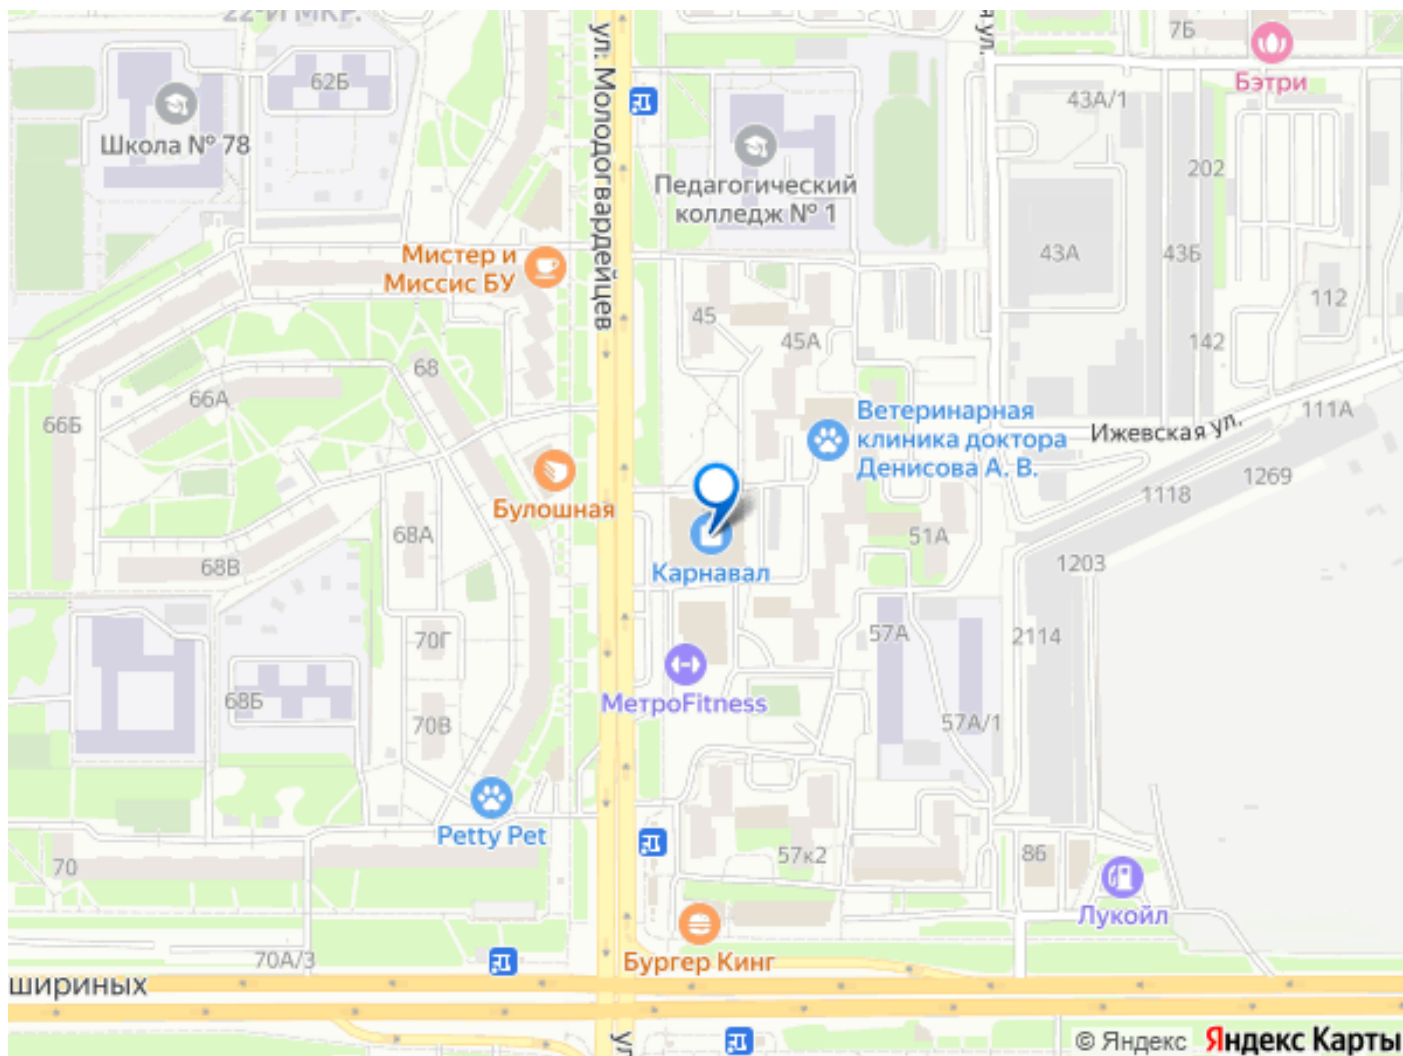 22-й мкр.
62Б
Школа № 78
ул. Молодогвардейцев
я ул.
7Б
Бэтри
43А/1
Педагогический
колледж № 1
202
43А
43Б
112
142
Мистер и
Миссис БУ
45
45А
68
66А
66Б
Ветеринарная
клиника доктора
Денисова А. В.
Ижевская ул.
111А
1269
1118
Булошная
68А
68В
Карнавал
51А
1203
70Г
57А
2114
МетроFitness
68Б
70В
57А/1
Petty Pet
70
57к2
86
Лукойл
Бургер Кинг
70А/3
шириных
ул
© Яндекс Яндекс Карты